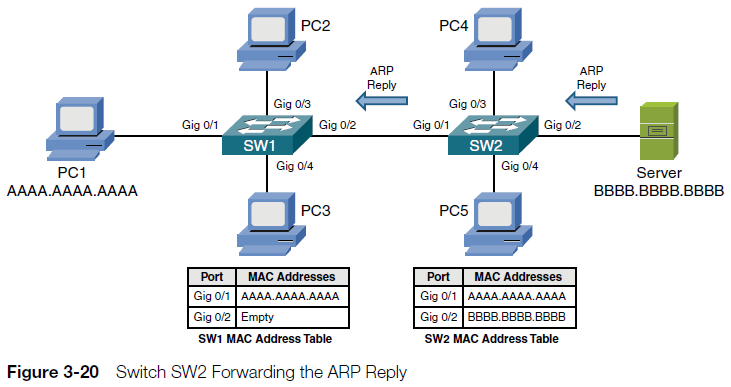 PC2
PC4
ARP
Reply
ARP
Reply
Gig 0/3
Gig 0/3
Gig 0/1
Gig 0/2
Gig 0/1
Gig 0/2
SW1
SW2
Gig 0/4
Gig 0/4
PC1
AAAA.AAAA.AAAA
Server
BBBB.BBBB.BBBB
PC3
PC5
Port MAC Addresses
Gig 0/1 AAAA.AAAA.AAAA
Gig 0/2 Empty
SW1 MAC Address Table
Port MAC Addresses
Gig 0/1 AAAA.AAAA.AAAA
Gig 0/2 BBBB.BBBB.BBBB
SW2 MAC Address Table
Figure 3-20 Switch SW2 Forwarding the ARP Reply